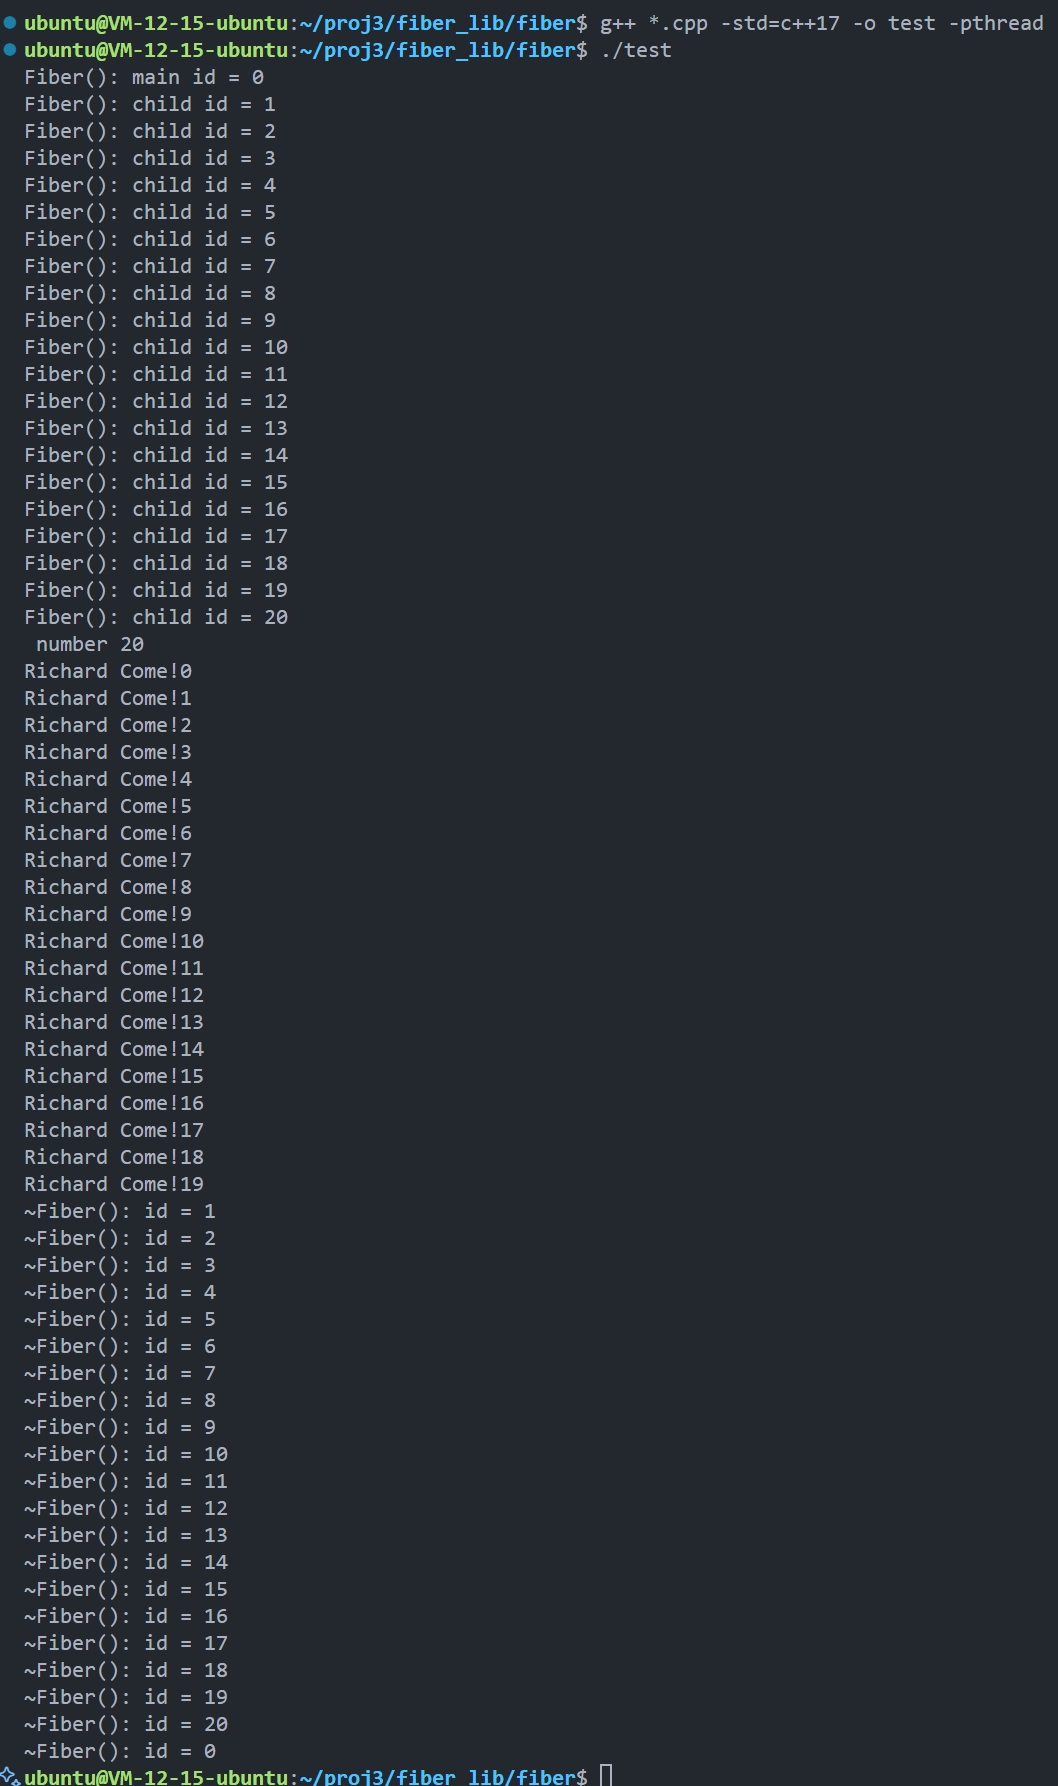 ubuntu@VM-12-15-ubuntu:~/proj3/fiber_lib/fiber$ g++ *.cpp -std=c++17 -o test -pthread
ubuntu@VM-12-15-ubuntu:~/proj3/fiber_lib/fiber$ ./test
Fiber(): main id = 0
Fiber(): child id = 1
Fiber(): child id = 2
Fiber(): child id = 3
Fiber(): child id = 4
Fiber(): child id = 5
Fiber(): child id = 6
Fiber(): child id = 7
Fiber(): child id = 8
Fiber(): child id = 9
Fiber(): child id = 10
Fiber(): child id = 11
Fiber(): child id = 12
Fiber(): child id = 13
Fiber(): child id = 14
Fiber(): child id = 15
Fiber(): child id = 16
Fiber(): child id = 17
Fiber(): child id = 18
Fiber(): child id = 19
Fiber(): child id = 20
 number 20
Richard Come!0
Richard Come!1
Richard Come!2
Richard Come!3
Richard Come!4
Richard Come!5
Richard Come!6
Richard Come!7
Richard Come!8
Richard Come!9
Richard Come!10
Richard Come!11
Richard Come!12
Richard Come!13
Richard Come!14
Richard Come!15
Richard Come!16
Richard Come!17
Richard Come!18
Richard Come!19
~Fiber(): id = 1
~Fiber(): id = 2
~Fiber(): id = 3
~Fiber(): id = 4
~Fiber(): id = 5
~Fiber(): id = 6
~Fiber(): id = 7
~Fiber(): id = 8
~Fiber(): id = 9
~Fiber(): id = 10
~Fiber(): id = 11
~Fiber(): id = 12
~Fiber(): id = 13
~Fiber(): id = 14
~Fiber(): id = 15
~Fiber(): id = 16
~Fiber(): id = 17
~Fiber(): id = 18
~Fiber(): id = 19
~Fiber(): id = 20
~Fiber(): id = 0
ubuntu@VM-12-15-ubuntu:~/proj3/fiber_lib/fiber$